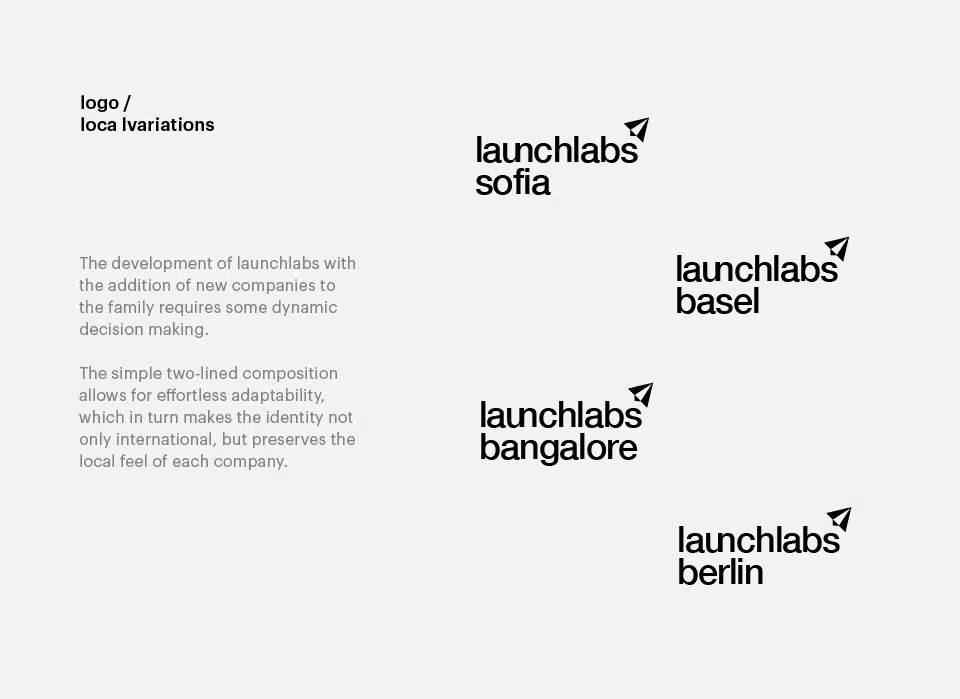 logo /
loca lvariations
The development of launchlabs with
the addition of new companies to
the family requires some dynamic
decision making.
The simple two-lined composition
allows for effortless adaptability,
which in turn makes the identity not
only international, but preserves the
local feel of each company.
launchlabs
sofia
launchlabs
basel
launchlabs
bangalore
launchlabs
berlin